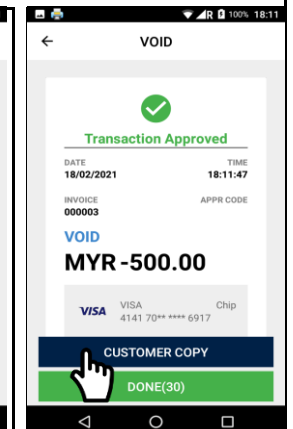 R 100% 18:11
VOID
Transaction Approved
DATE TIME
18/02/2021 18:11:47
INVOICE APPR CODE
000003
VOID
MYR -500.00
VISA VISA Chip
4141 70** **** 6917
CUSTOMER COPY
DONE(30)